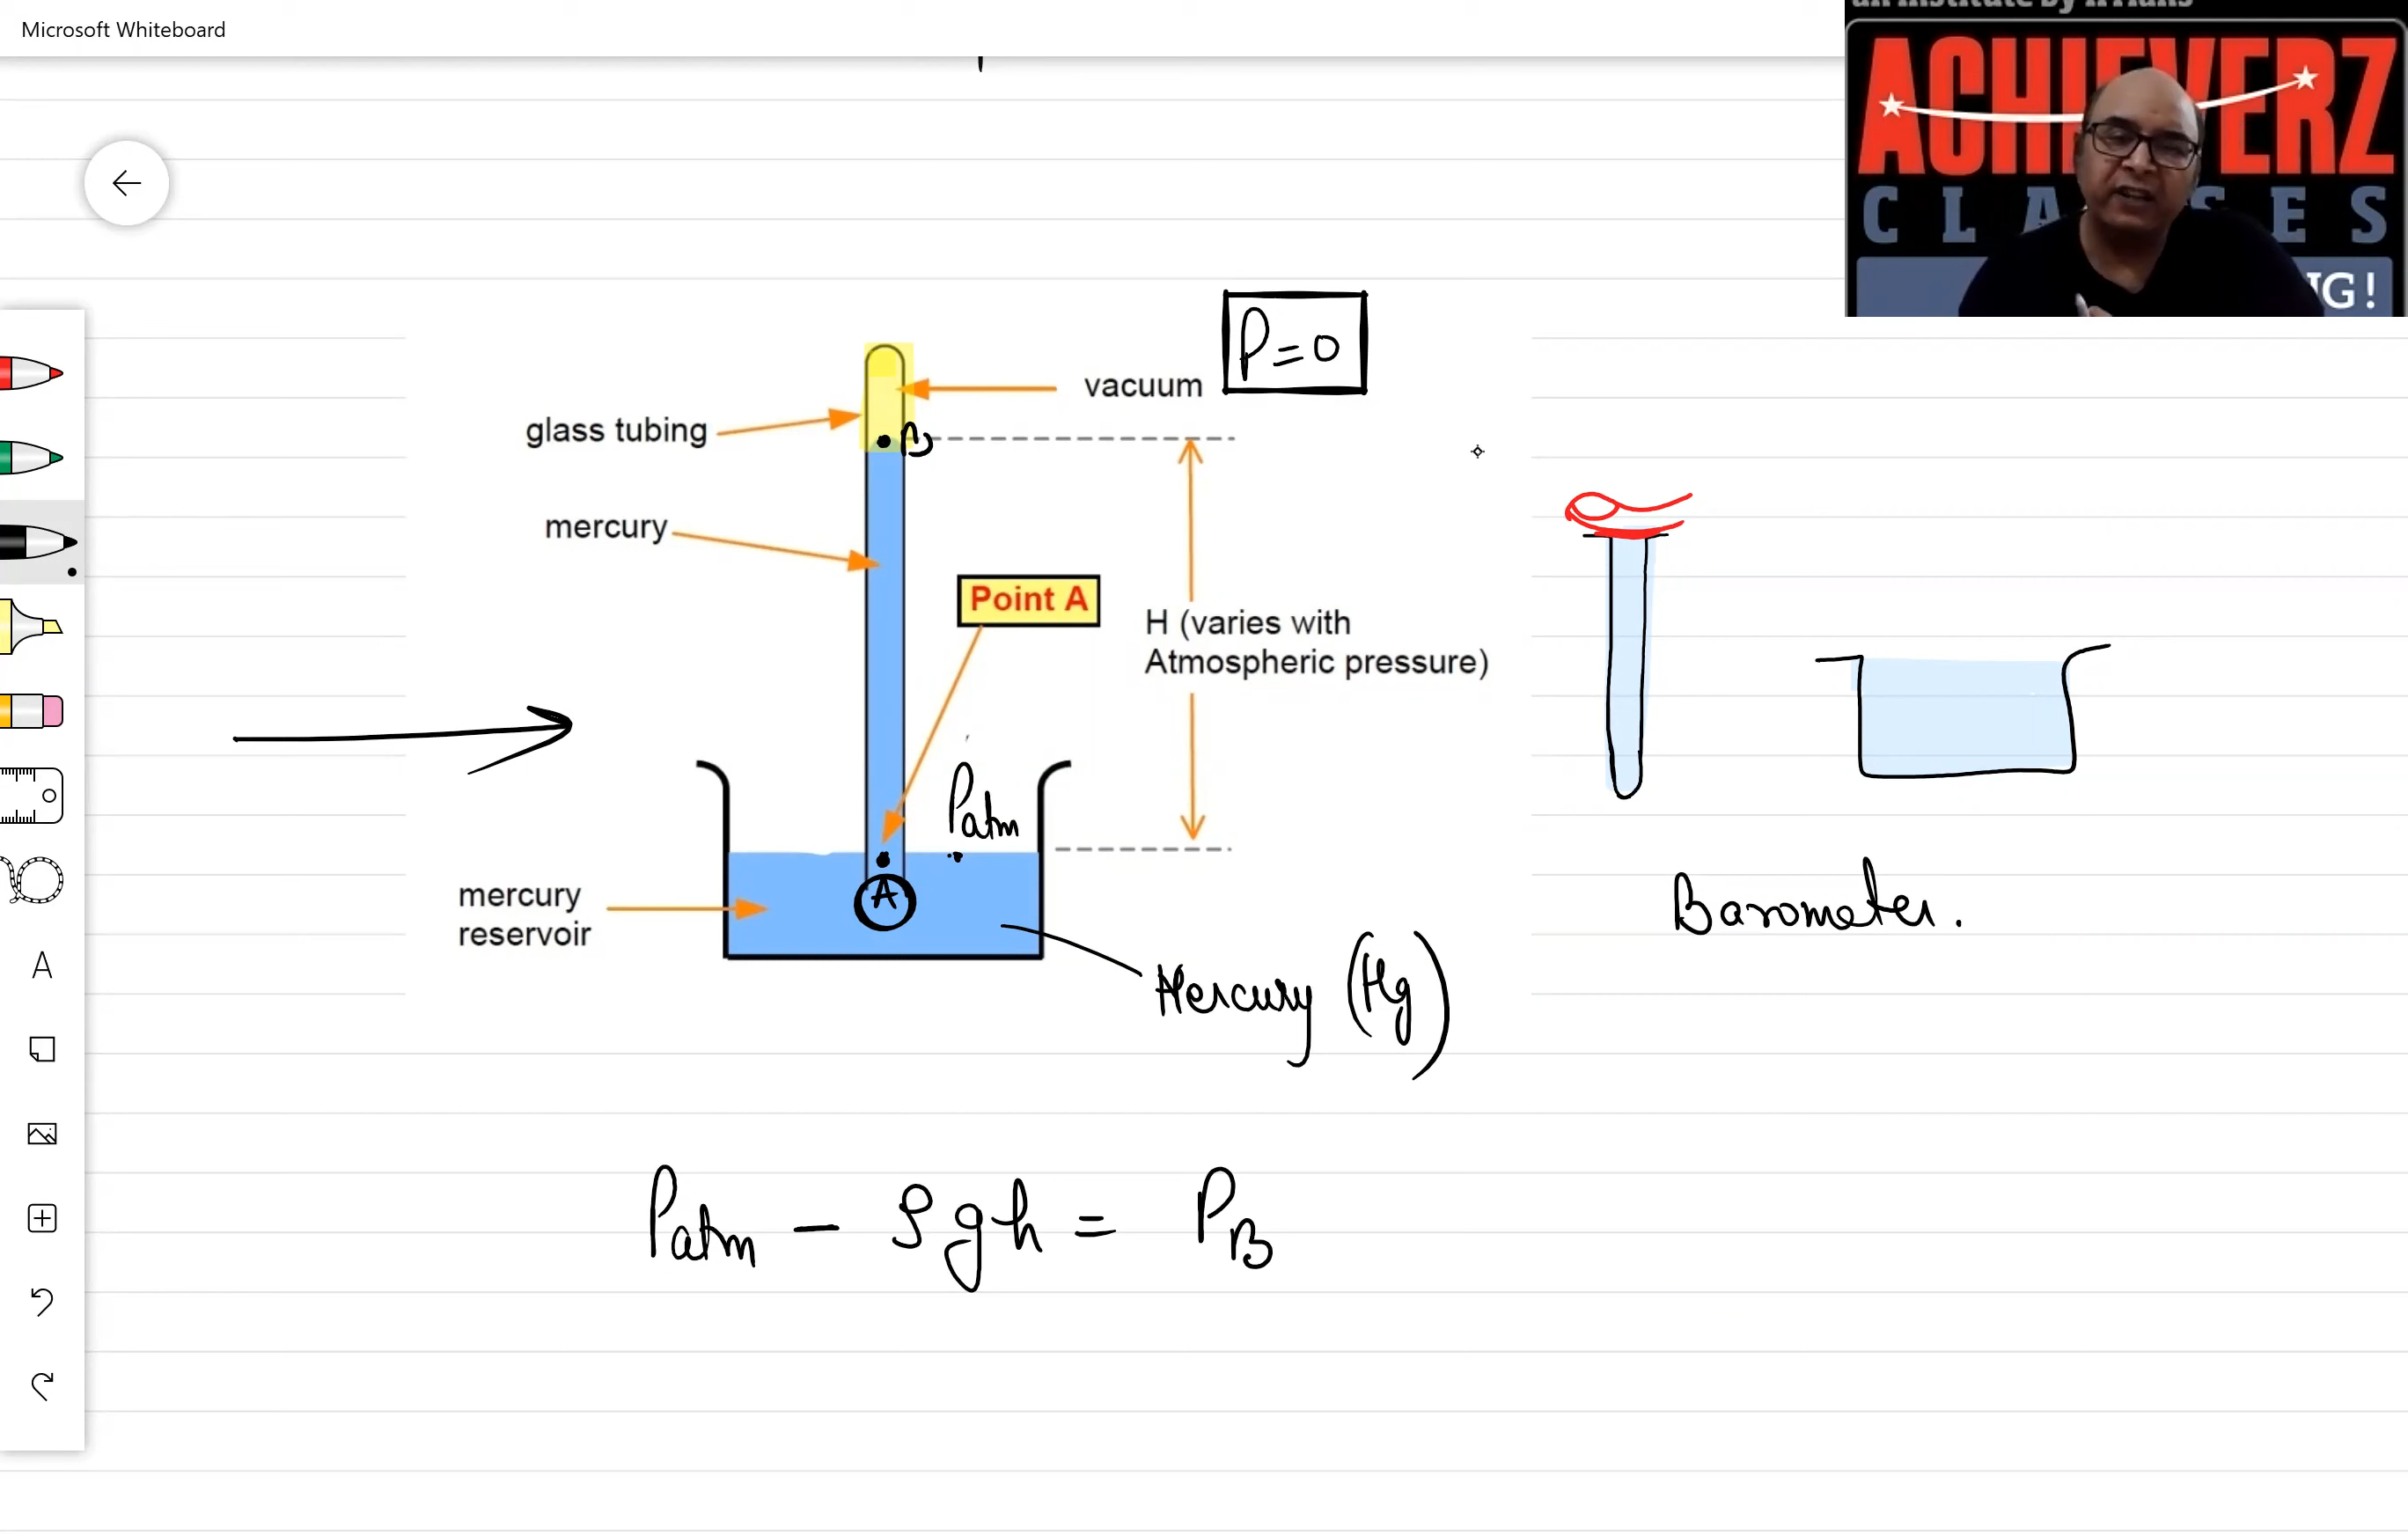 Microsoft Whiteboard
ACHIEVERZ
CLASSES
NG!
P=0
vacuum
glass tubing
B
mercury
Point A
H (varies with
Atmospheric pressure)
Patm
A
mercury
reservoir
Barometer.
Mercury (Hg)
Patm - ρgh = PB
A